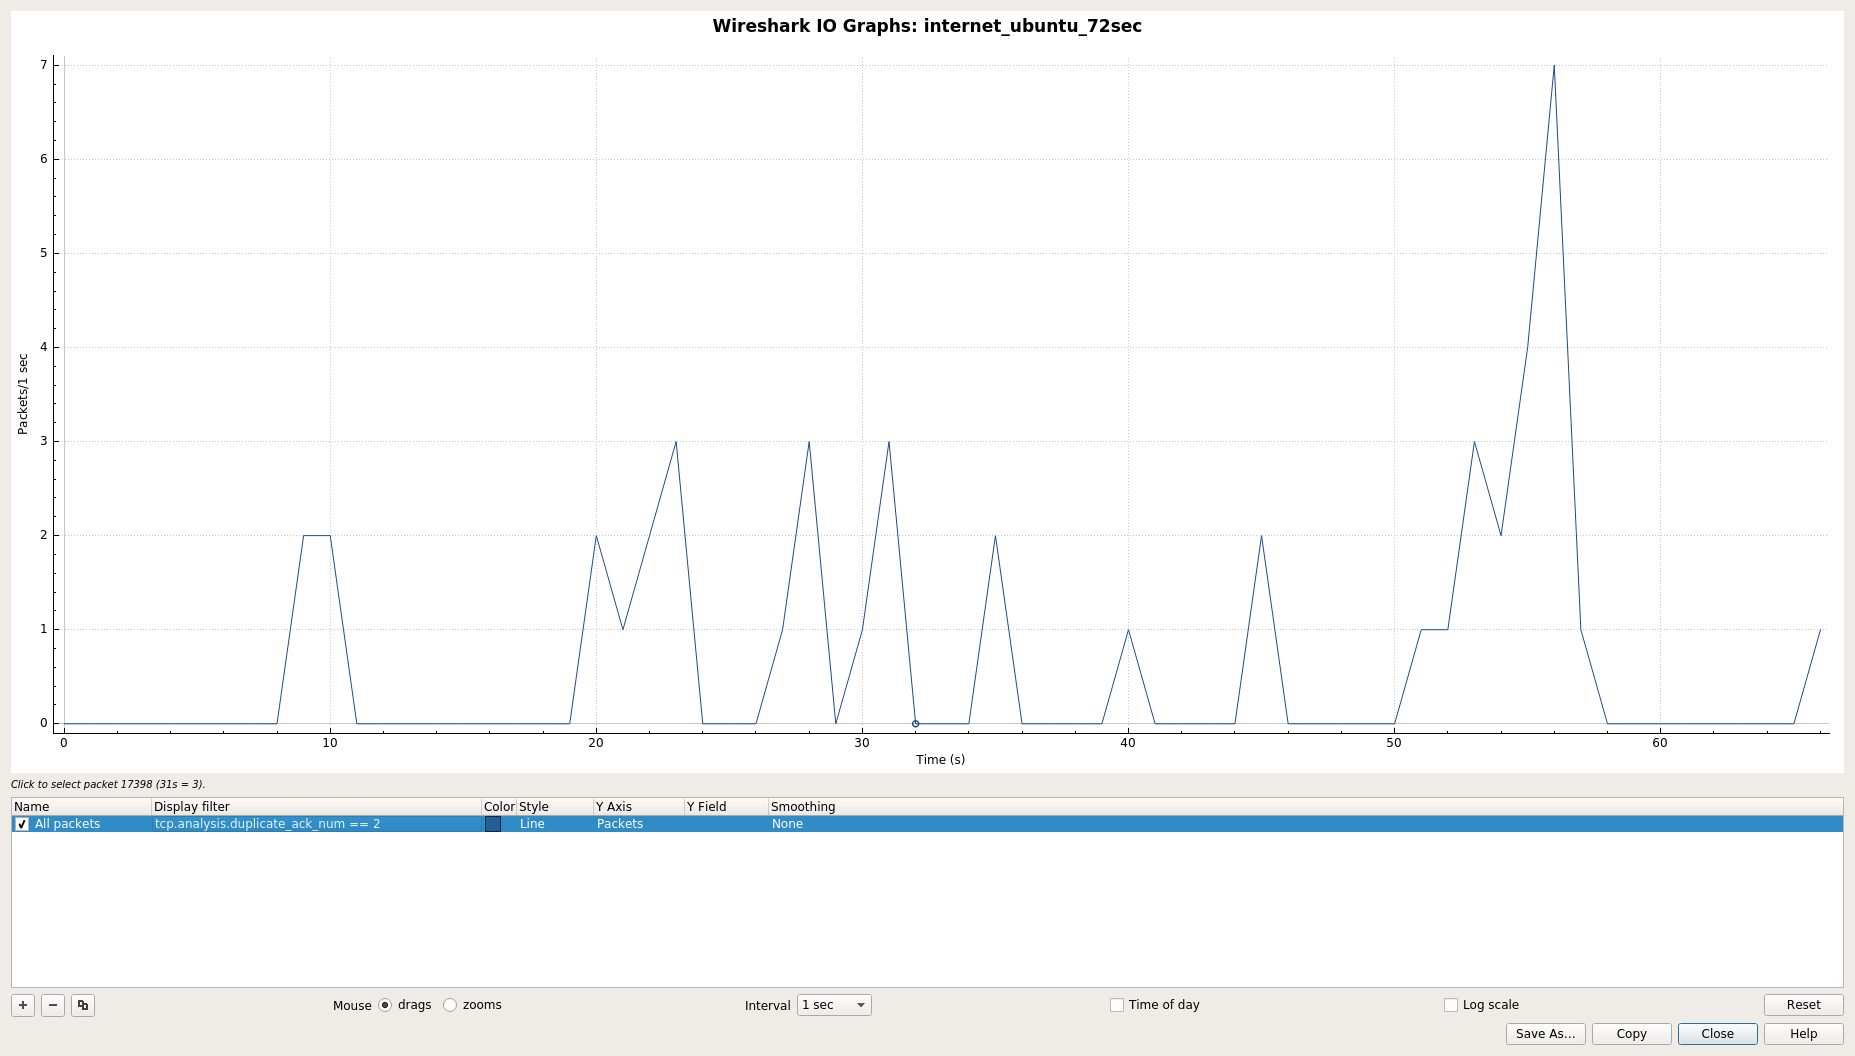 Wireshark IO Graphs: internet_ubuntu_72sec
7
6
5
4
3
2
1
0
Packets/1 sec
0 10 20 30 40 50 60
Time (s)
Click to select packet 17398 (31s = 3).
Name Display filter Color Style Y Axis Y Field Smoothing
All packets tcp.analysis.duplicate_ack_num == 2 Line Packets None
Mouse drags zooms Interval 1 sec Time of day Log scale Reset
Save As... Copy Close Help